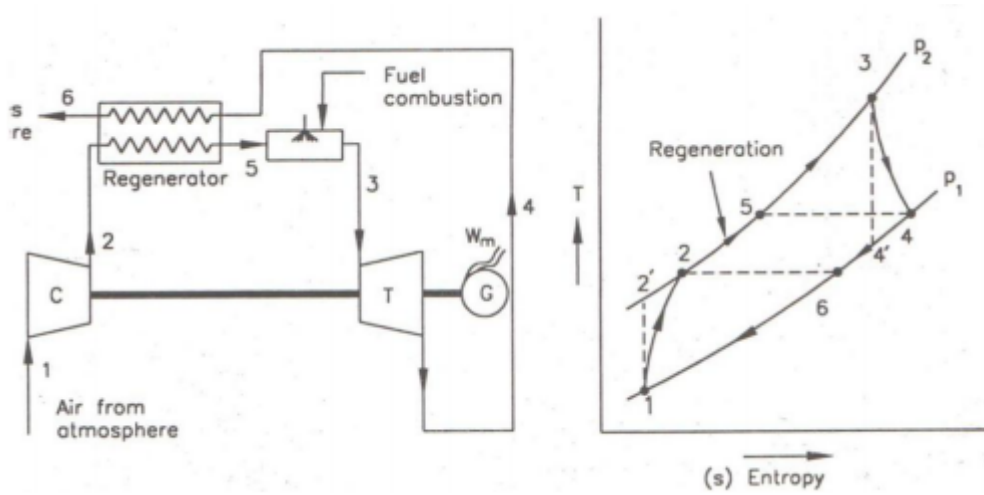 6
s
re
Regenerator
5
Fuel
combustion
3
4
2
C
T
Wm
G
1
Air from
atmosphere
T
Regeneration
3
P2
P1
5
4
2
2'
4'
6
1
(s) Entropy